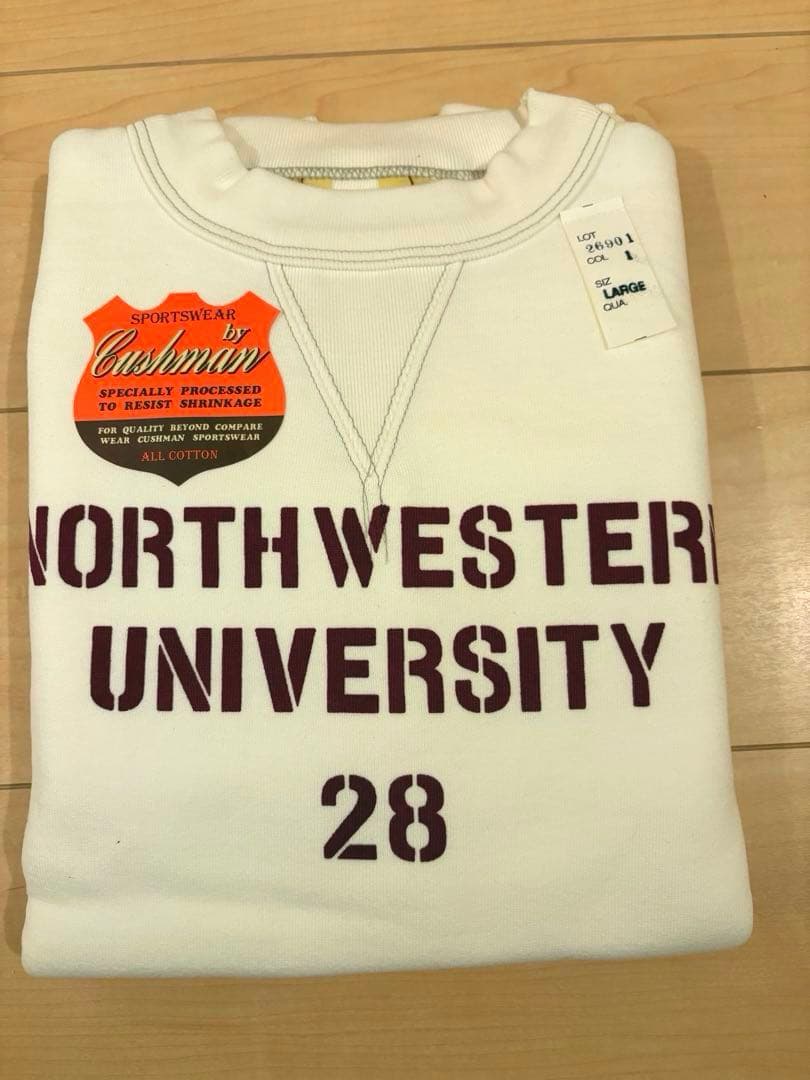 SPORTSWEAR
by
Cushman
SPECIALLY PROCESSED
TO RESIST SHRINKAGE
FOR QUALITY BEYOND COMPARE
WEAR CUSHMAN SPORTSWEAR
ALL COTTON
LOT
26901
COL 1
SIZ
LARGE
QUA.
NORTHWESTERN
UNIVERSITY
28